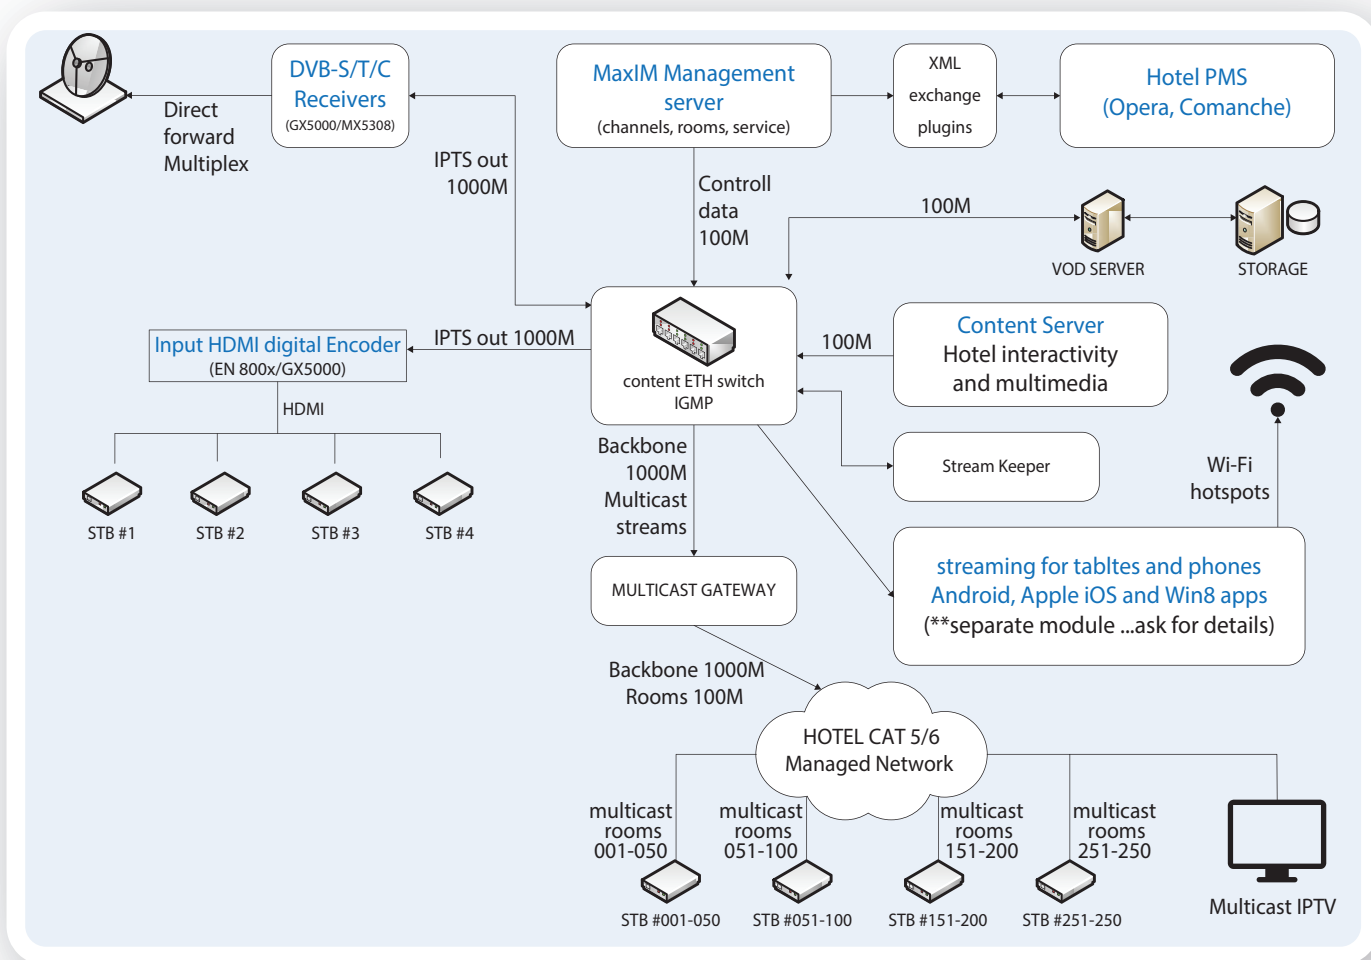 DVB-S/T/C
Receivers
(GX5000/MX5308)
Direct
forward
Multiplex
IPTS out
1000M
MaxIM Management
server
(channels, rooms, service)
XML
exchange
plugins
Hotel PMS
(Opera, Comanche)
Controll
data
100M
100M
VOD SERVER
STORAGE
Input HDMI digital Encoder
(EN 800x/GX5000)
IPTS out 1000M
HDMI
STB #1
STB #2
STB #3
STB #4
content ETH switch
IGMP
100M
Content Server
Hotel interactivity
and multimedia
Stream Keeper
Wi-Fi
hotspots
Backbone
1000M
Multicast
streams
MULTICAST GATEWAY
streaming for tabltes and phones
Android, Apple iOS and Win8 apps
(**separate module ...ask for details)
Backbone 1000M
Rooms 100M
HOTEL CAT 5/6
Managed Network
multicast
rooms
001-050
multicast
rooms
051-100
multicast
rooms
151-200
multicast
rooms
251-250
STB #001-050
STB #051-100
STB #151-200
STB #251-250
Multicast IPTV